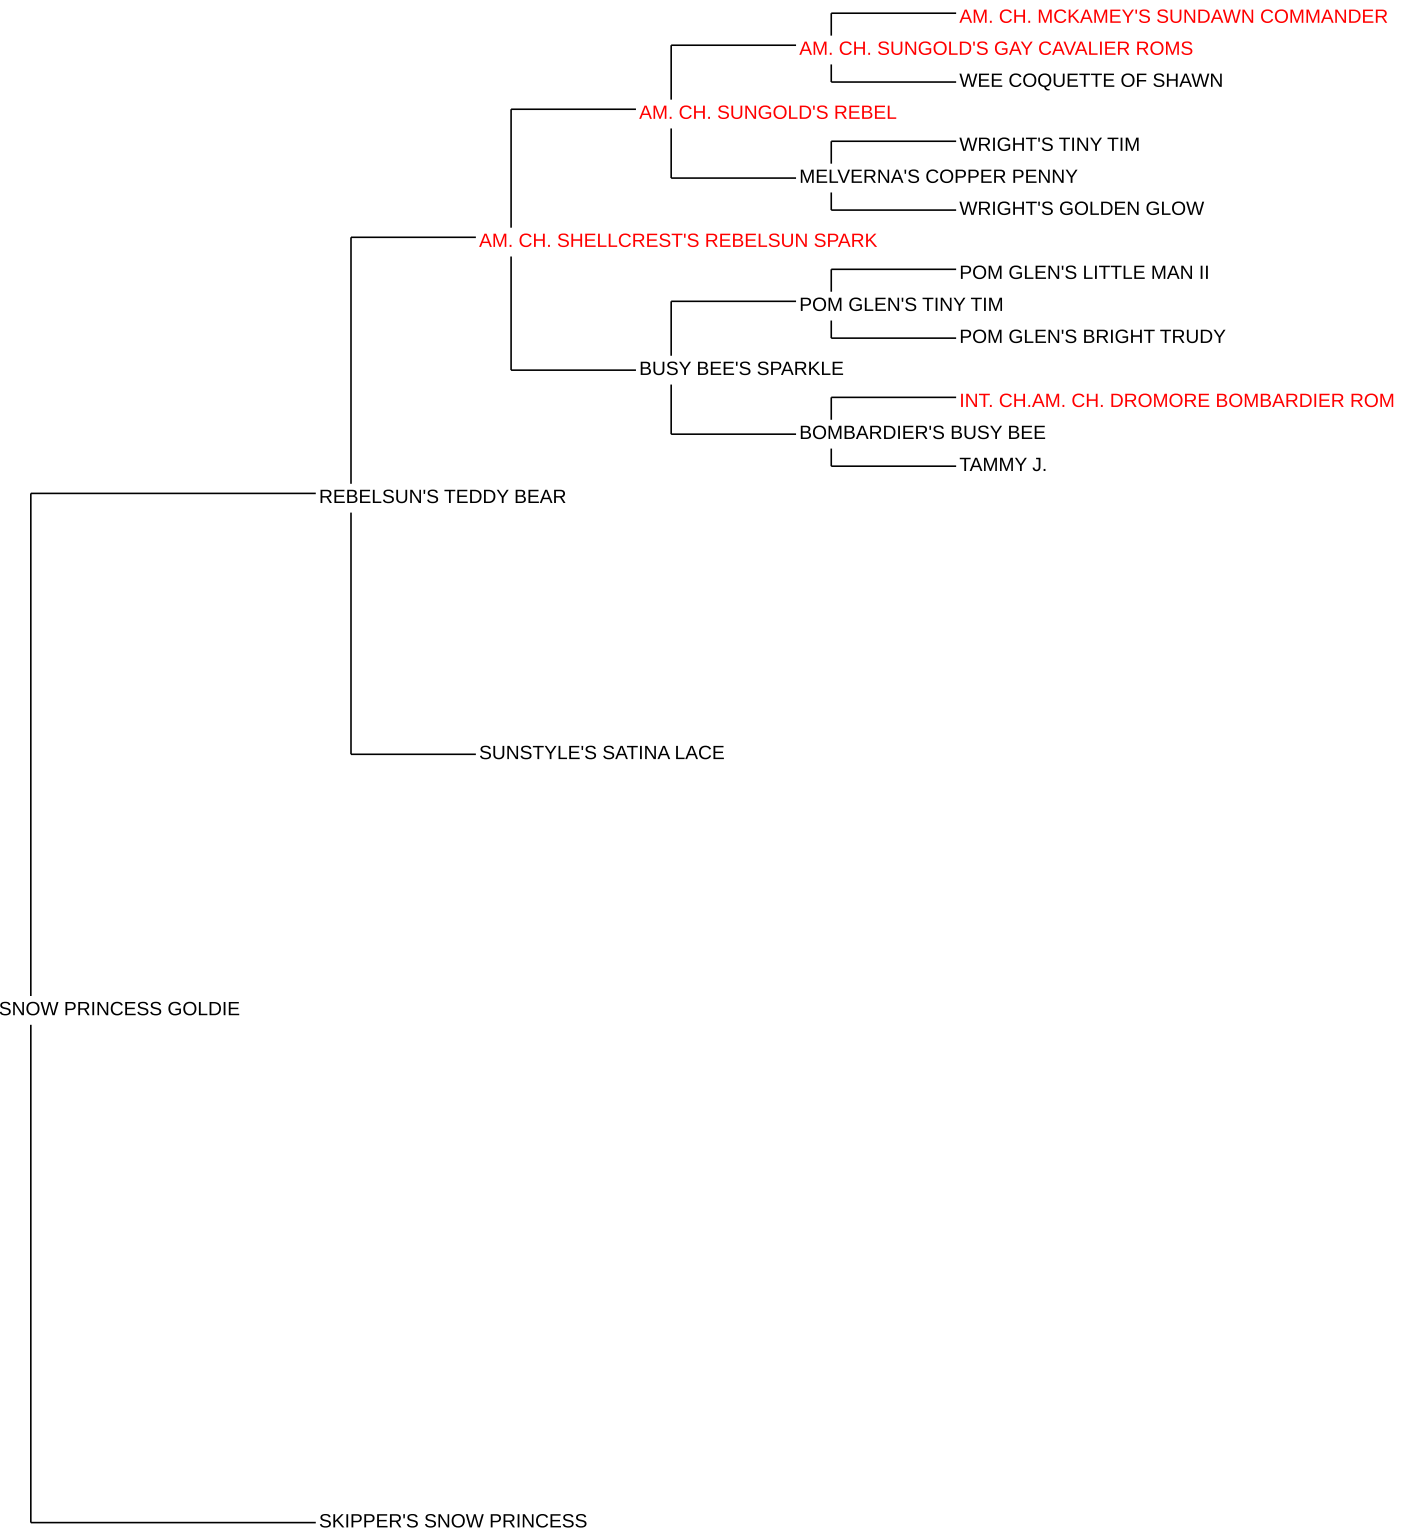 AM. CH. MCKAMEY'S SUNDAWN COMMANDER
AM. CH. SUNGOLD'S GAY CAVALIER ROMS
WEE COQUETTE OF SHAWN
AM. CH. SUNGOLD'S REBEL
WRIGHT'S TINY TIM
MELVERNA'S COPPER PENNY
WRIGHT'S GOLDEN GLOW
AM. CH. SHELLCREST'S REBELSUN SPARK
POM GLEN'S LITTLE MAN II
POM GLEN'S TINY TIM
POM GLEN'S BRIGHT TRUDY
BUSY BEE'S SPARKLE
INT. CH.AM. CH. DROMORE BOMBARDIER ROM
BOMBARDIER'S BUSY BEE
TAMMY J.
REBELSUN'S TEDDY BEAR
SUNSTYLE'S SATINA LACE
SNOW PRINCESS GOLDIE
SKIPPER'S SNOW PRINCESS